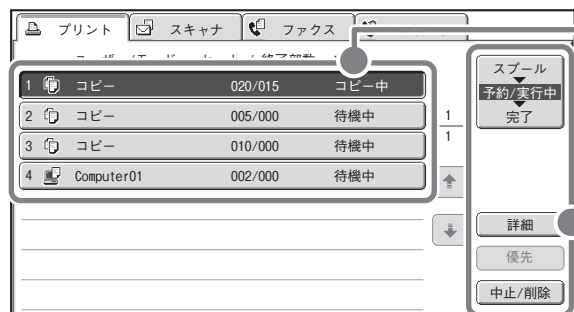 プリント スキャナ ファクス
1 コピー 020/015 コピー中
2 コピー 005/000 待機中
3 コピー 010/000 待機中
4 Computer01 002/000 待機中
1
1
スプール
予約/実行中
完了
詳細
優先
中止/削除